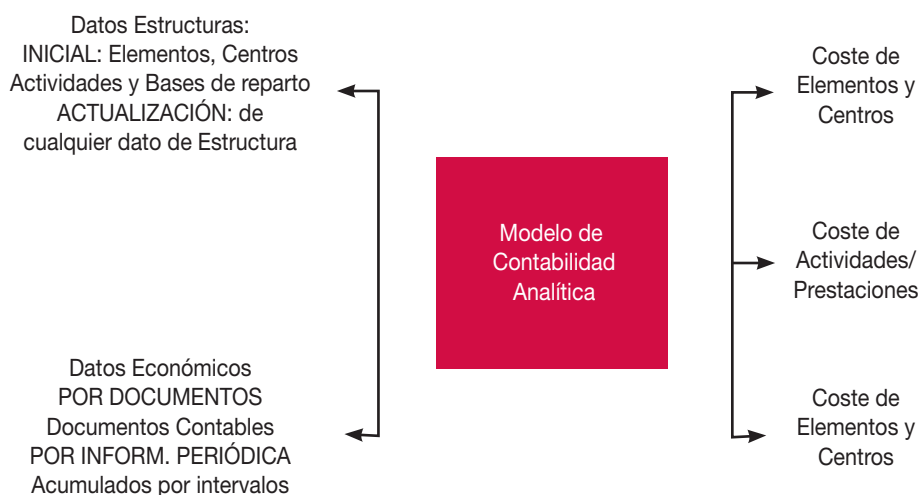 Datos Estructuras:
INICIAL: Elementos, Centros
Actividades y Bases de reparto
ACTUALIZACIÓN: de
cualquier dato de Estructura
Datos Económicos
POR DOCUMENTOS
Documentos Contables
POR INFORM. PERIÓDICA
Acumulados por intervalos
Modelo de
Contabilidad
Analítica
Coste de
Elementos y
Centros
Coste de
Actividades/
Prestaciones
Coste de
Elementos y
Centros